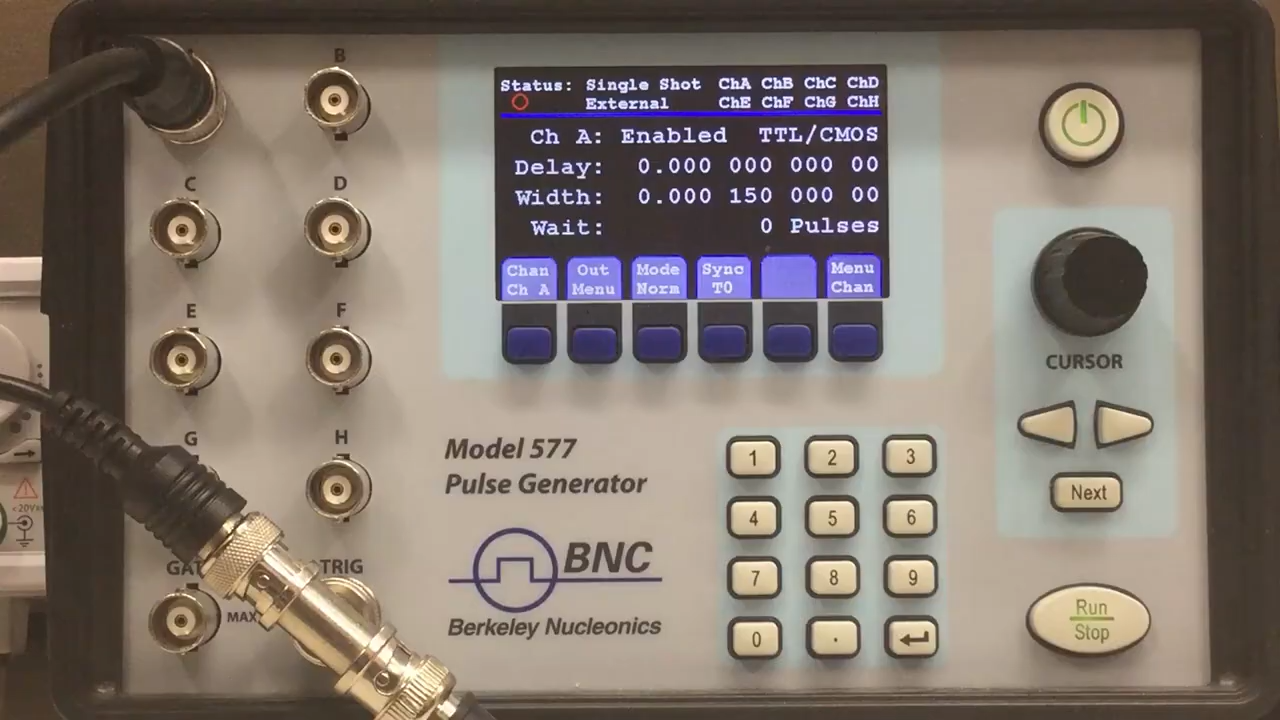 Status: Single Shot ChA ChB ChC ChD
External ChE ChF ChG ChH
Ch A: Enabled TTL/CMOS
Delay: 0.000 000 000 00
Width: 0.000 150 000 00
Wait: 0 Pulses
Chan Out Mode Sync Menu
Ch A Menu Norm T0 Chan
B
C D
E F
G H
TRIG
MAX
<20V
CURSOR
Next
Run
Stop
Model 577
Pulse Generator
BNC
Berkeley Nucleonics
1 2 3
4 5 6
7 8 9
0 .